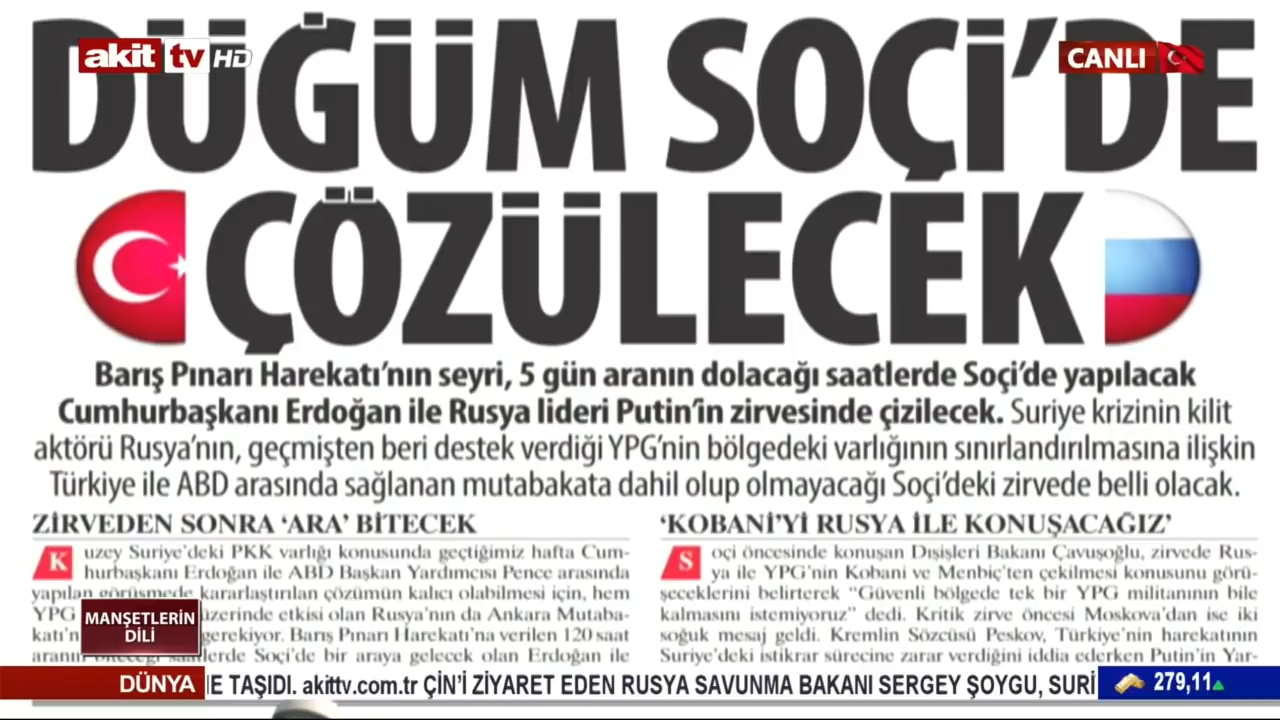 DÜĞÜM SOÇİ'DE
ÇÖZÜLECEK
akit tv HD
CANLI
Barış Pınarı Harekatı'nın seyri, 5 gün aranın dolacağı saatlerde Soçi'de yapılacak
Cumhurbaşkanı Erdoğan ile Rusya lideri Putin'in zirvesinde çizilecek. Suriye krizinin kilit
aktörü Rusya'nın, geçmişten beri destek verdiği YPG'nin bölgedeki varlığının sınırlandırılmasına ilişkin
Türkiye ile ABD arasında sağlanan mutabakata dahil olup olmayacağı Soçi'deki zirvede belli olacak.
ZİRVEDEN SONRA 'ARA' BİTECEK
Kuzey Suriye'deki PKK varlığı konusunda geçtiğimiz hafta Cum-
hurbaşkanı Erdoğan ile ABD Başkan Yardımcısı Pence arasında
yapılan görüşmede kararlaştırılan çözümün kalıcı olabilmesi için, hem
YPG üzerinde etkisi olan Rusya'nın da Ankara Mutaba-
katı'n gerekiyor. Barış Pınarı Harekatı'na verilen 120 saat
aranın biteceği saatlerde Soçi'de bir araya gelecek olan Erdoğan ile
'KOBANİ'Yİ RUSYA İLE KONUŞACAĞIZ'
Soçi öncesinde konuşan Dışişleri Bakanı Çavuşoğlu, zirvede Rus-
ya ile YPG'nin Kobani ve Menbiç'ten çekilmesi konusunu görü-
şeceklerini belirterek "Güvenli bölgede tek bir YPG militanının bile
kalmasını istemiyoruz" dedi. Kritik zirve öncesi Moskova'dan ise iki
soğuk mesaj geldi. Kremlin Sözcüsü Peskov, Türkiye'nin harekatının
Suriye'deki istikrar sürecine zarar verdiğini iddia ederken Putin'in Yar-
MANŞETLERİN
DİLİ
DÜNYA
NE TAŞIDI. akittv.com.tr ÇİN'İ ZİYARET EDEN RUSYA SAVUNMA BAKANI SERGEY ŞOYGU, SURİ
279,11